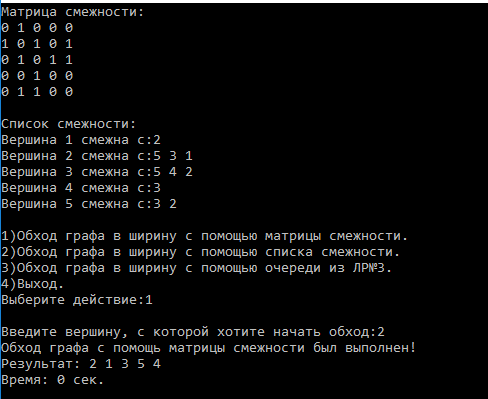 Матрица смежности:
0 1 0 0 0
1 0 1 0 1
0 1 0 1 1
0 0 1 0 0
0 1 1 0 0
Список смежности:
Вершина 1 смежна с:2
Вершина 2 смежна с:5 3 1
Вершина 3 смежна с:5 4 2
Вершина 4 смежна с:3
Вершина 5 смежна с:3 2
1)Обход графа в ширину с помощью матрицы смежности.
2)Обход графа в ширину с помощью списка смежности.
3)Обход графа в ширину с помощью очереди из ЛР№3.
4)Выход.
Выберите действие:1
Введите вершину, с которой хотите начать обход:2
Обход графа с помощь матрицы смежности был выполнен!
Результат: 2 1 3 5 4
Время: 0 сек.